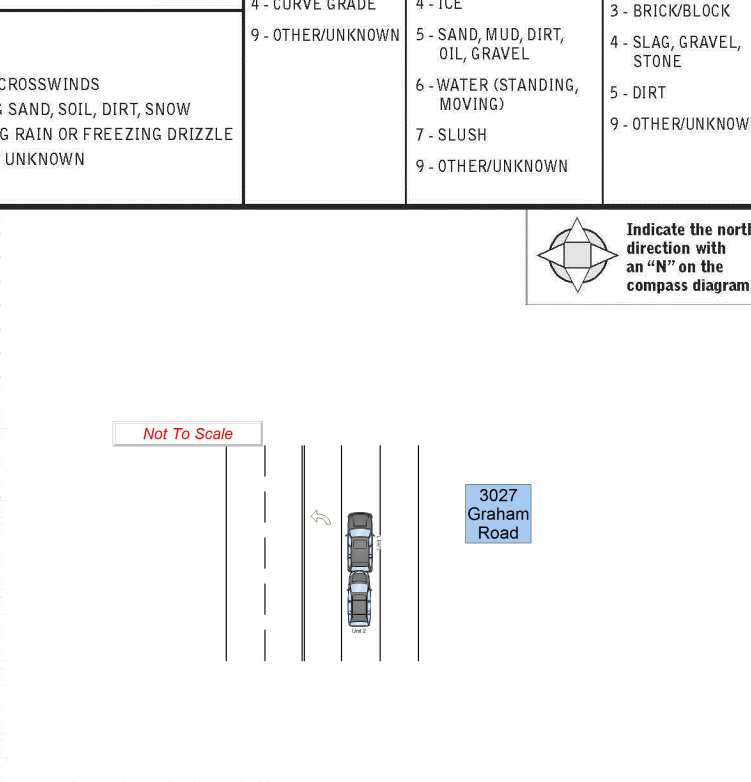 4 - CURVE GRADE
9 - OTHER/UNKNOWN
4 - ICE
5 - SAND, MUD, DIRT,
OIL, GRAVEL
6 - WATER (STANDING,
MOVING)
7 - SLUSH
9 - OTHER/UNKNOWN
3 - BRICK/BLOCK
4 - SLAG, GRAVEL,
STONE
5 - DIRT
9 - OTHER/UNKNOW
CROSSWINDS
G SAND, SOIL, DIRT, SNOW
G RAIN OR FREEZING DRIZZLE
UNKNOWN
Indicate the north
direction with
an “N” on the
compass diagram
Not To Scale
3027
Graham
Road
Unit 1
Unit 2